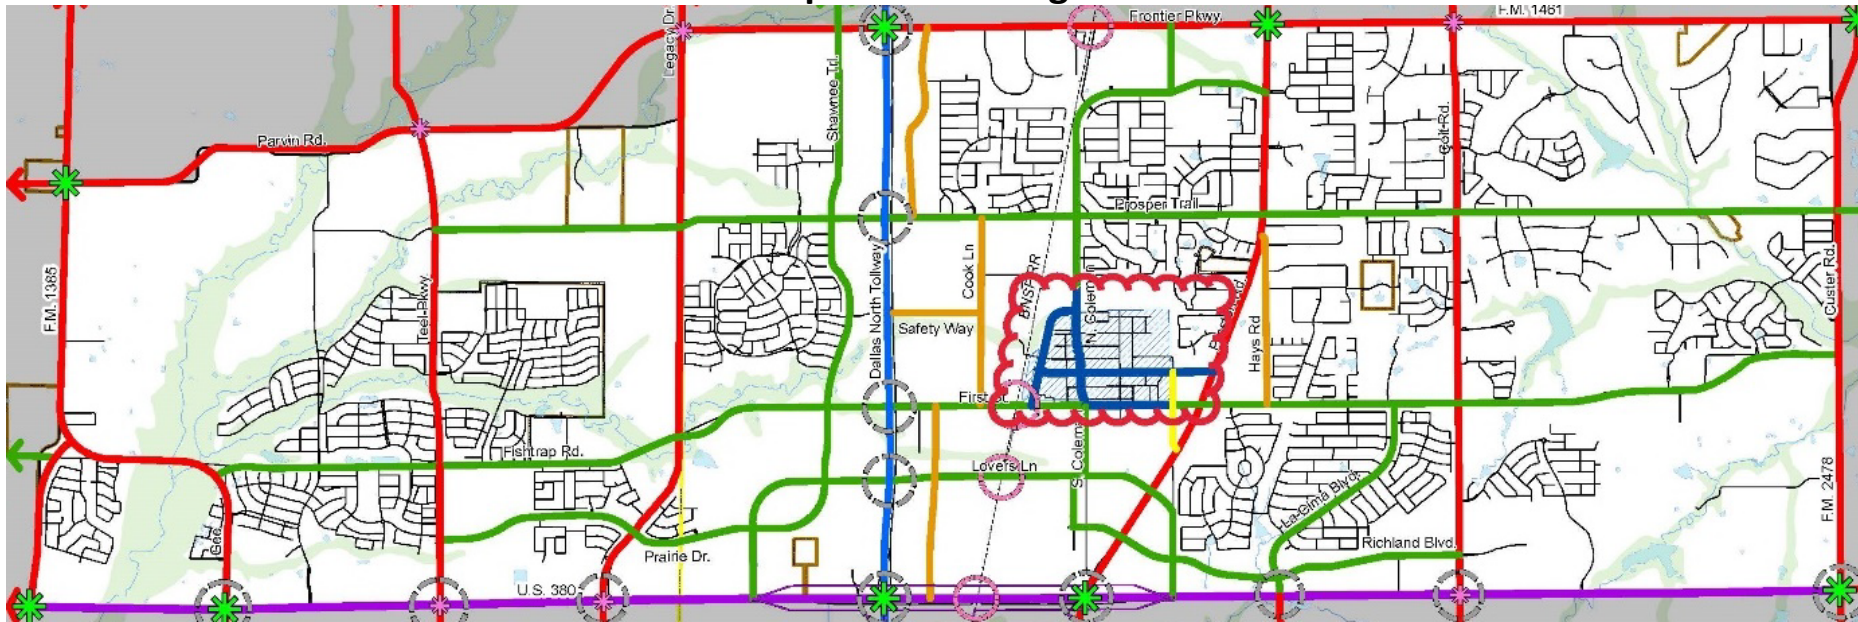 Frontier Pkwy.
F.M. 1461
Legacy Dr.
Shawnee Trl.
Coit Rd.
Parvin Rd.
Prosper Trail
F.M. 1385
Teel Pkwy
Dallas North Tollway
Cook Ln
BNSF RR
N. Coleman
Hays Rd
Custer Rd.
Safety Way
First St.
Fishtrap Rd.
Lovers Ln
S. Coleman
La Cima Blvd.
F.M. 2478
Gee
Prairie Dr.
Richland Blvd.
U.S. 380